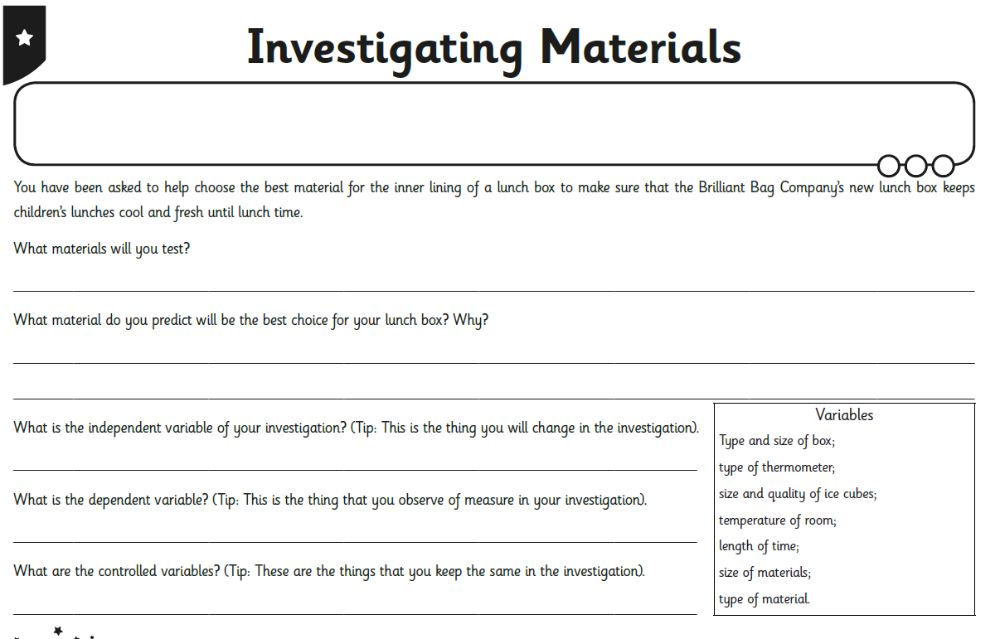 Investigating Materials
You have been asked to help choose the best material for the inner lining of a lunch box to make sure that the Brilliant Bag Company's new lunch box keeps
children's lunches cool and fresh until lunch time.
What materials will you test?
What material do you predict will be the best choice for your lunch box? Why?
What is the independent variable of your investigation? (Tip: This is the thing you will change in the investigation).
What is the dependent variable? (Tip: This is the thing that you observe of measure in your investigation).
What are the controlled variables? (Tip: These are the things that you keep the same in the investigation).
Variables
Type and size of box;
type of thermometer;
size and quality of ice cubes;
temperature of room;
length of time;
size of materials;
type of material.